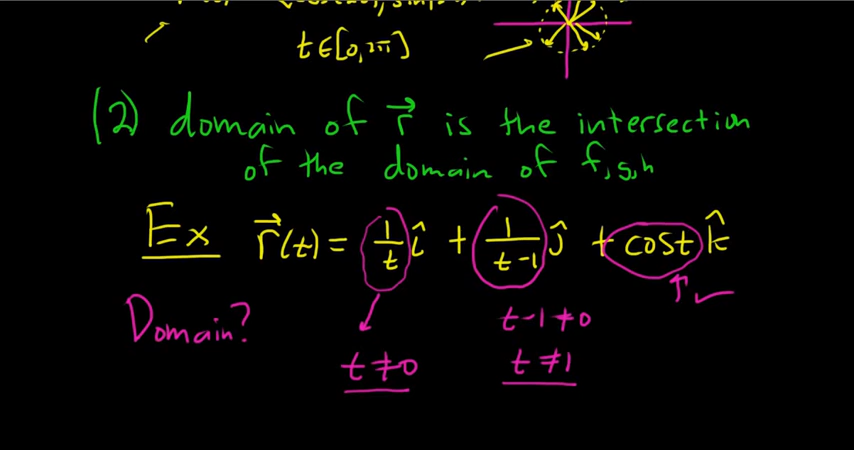 t∈[0,2π]
(2) domain of r⃗ is the intersection
of the domain of f,g,h
Ex r⃗(t) = 1/t î + 1/(t-1) ĵ + cost k̂
Domain?
t-1≠0
t≠0 t≠1